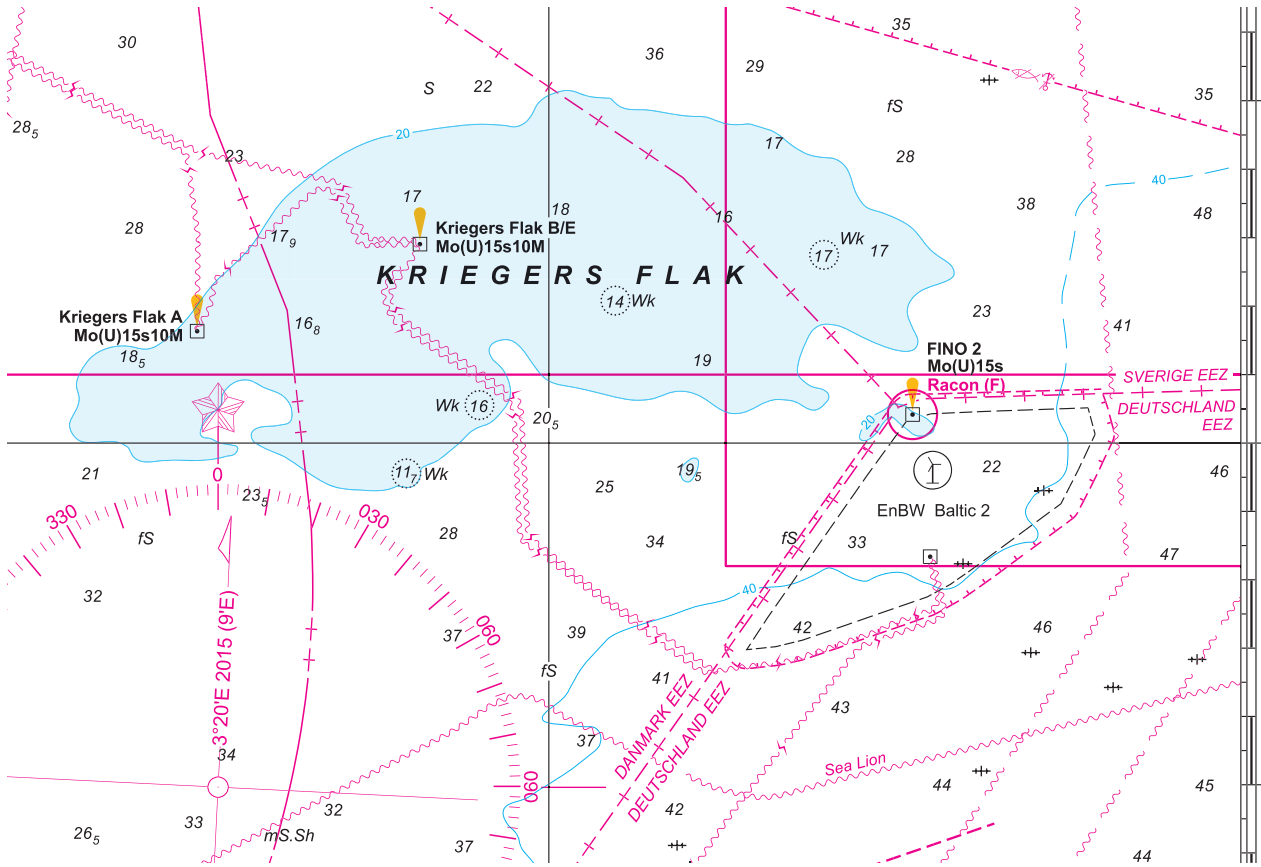 30
36
35
29
S
22
35
fS
28₅
23
17
28
17
18
16
38
48
40
20
28
17₉
Kriegers Flak B/E
Mo(U)15s10M
17
Wk
17
KRIEGERS FLAK
14
Wk
Kriegers Flak A
Mo(U)15s10M
16₈
23
41
18₅
19
FINO 2
Mo(U)15s
Racon (F)
SVERIGE EEZ
DEUTSCHLAND
EEZ
Wk
16
20₅
20
21
0
11₇
Wk
19₅
22
46
23₅
25
EnBW Baltic 2
330
030
fS
28
34
fS
33
47
32
40
3°20'E 2015 (9'E)
37
060
39
42
46
fS
41
DANMARK EEZ
DEUTSCHLAND EEZ
43
37
34
Sea Lion
090
44
45
26₅
33
32
mS.Sh
42
37
44